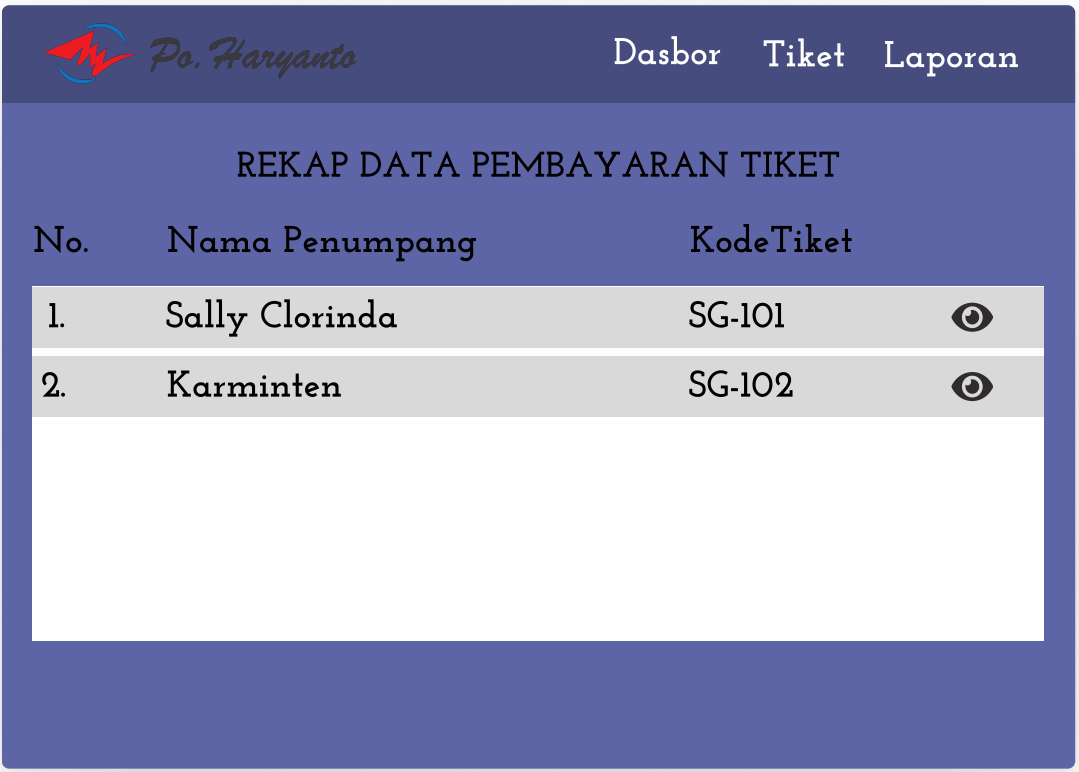 Po. Haryanto Dasbor Tiket Laporan
REKAP DATA PEMBAYARAN TIKET
No. Nama Penumpang KodeTiket
1. Sally Clorinda SG-101
2. Karminten SG-102